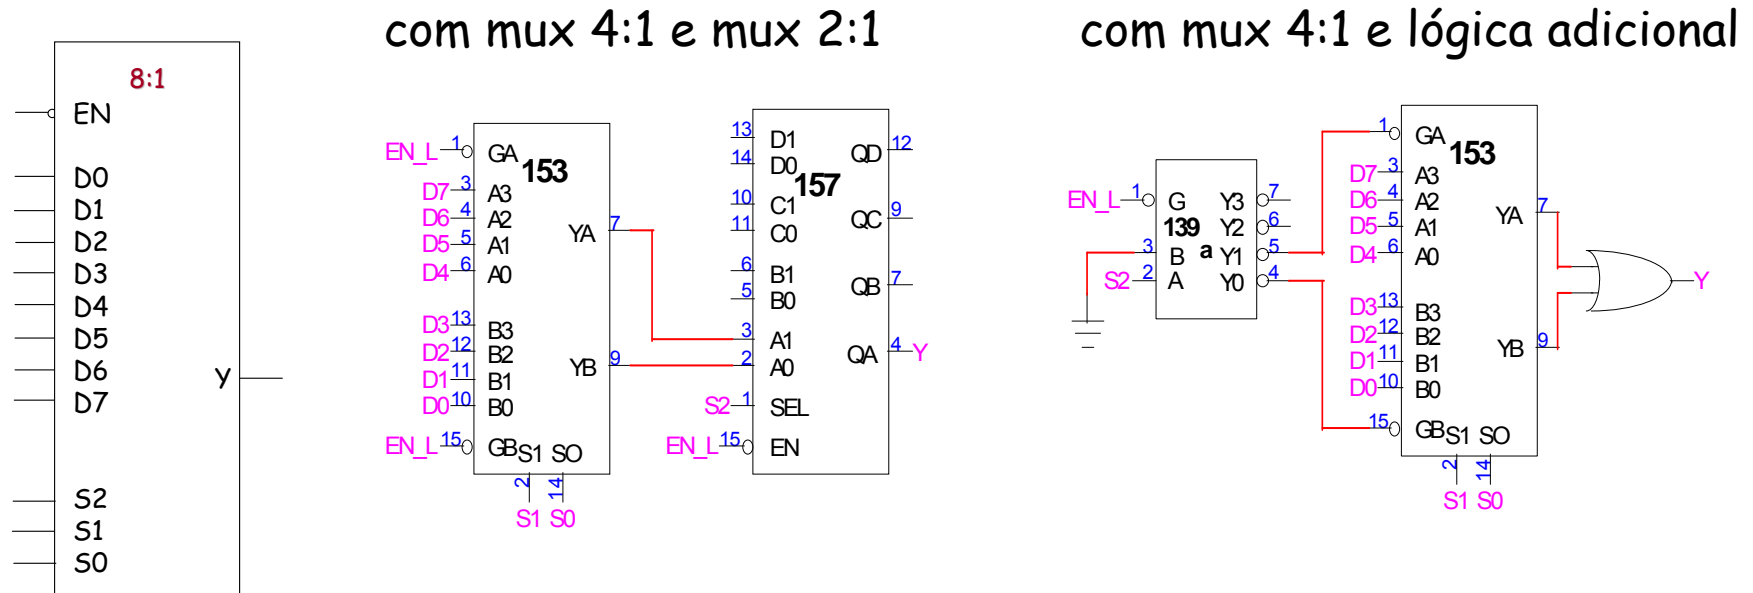 com mux 4:1 e mux 2:1
com mux 4:1 e lógica adicional
8:1
EN
D0
D1
D2
D3
D4
D5
D6
D7
Y
S2
S1
S0
EN_L 1 GA 153
D7 3 A3
D6 4 A2
D5 5 A1
D4 6 A0
YA 7
D3 13 B3
D2 12 B2
D1 11 B1
D0 10 B0
YB 9
EN_L 15 GB S1 SO
2 14
S1 S0
13 D1
14 D0
157
QD 12
10 C1
11 C0
QC 9
6 B1
5 B0
QB 7
3 A1
2 A0
QA 4 Y
S2 1 SEL
EN_L 15 EN
EN_L 1 G Y3 7
139 Y2 6
3 B a Y1 5
S2 2 A Y0 4
1 GA
153
D7 3 A3
D6 4 A2
D5 5 A1
D4 6 A0
YA 7
D3 13 B3
D2 12 B2
D1 11 B1
D0 10 B0
YB 9
15 GB S1 SO
2 14
S1 S0
Y